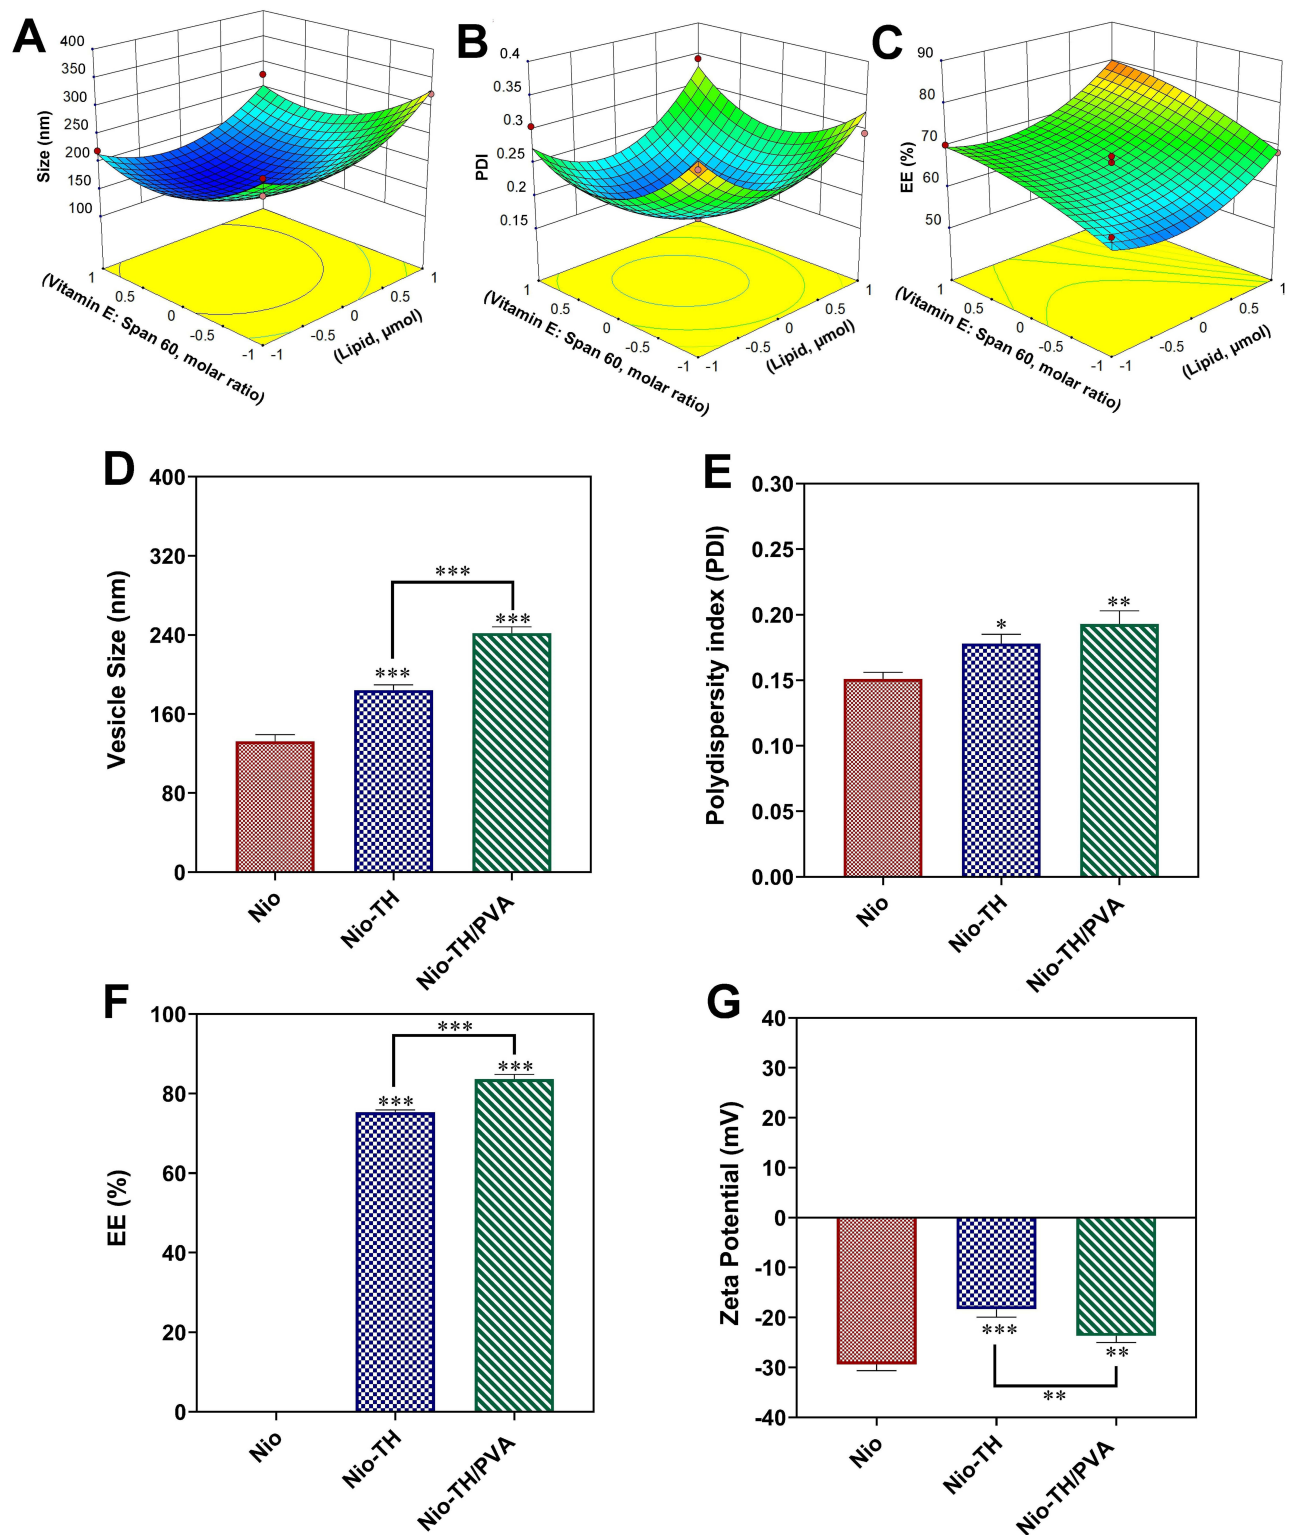 A
400
350
300
250
200
150
100
Size (nm)
1
0.5
0
-0.5
-1
(Vitamin E: Span 60, molar ratio)
-1
-0.5
0
0.5
1
(Lipid, µmol)
B
0.4
0.35
0.3
0.25
0.2
0.15
PDI
1
0.5
0
-0.5
-1
(Vitamin E: Span 60, molar ratio)
-1
-0.5
0
0.5
1
(Lipid, µmol)
C
90
80
70
60
50
EE (%)
1
0.5
0
-0.5
-1
(Vitamin E: Span 60, molar ratio)
-1
-0.5
0
0.5
1
(Lipid, µmol)
D
400
320
240
160
80
0
Vesicle Size (nm)
***
***
***
Nio
Nio-TH
Nio-TH/PVA
E
0.30
0.25
0.20
0.15
0.10
0.05
0.00
Polydispersity index (PDI)
*
**
Nio
Nio-TH
Nio-TH/PVA
F
100
80
60
40
20
0
EE (%)
***
***
***
Nio
Nio-TH
Nio-TH/PVA
G
40
30
20
10
0
-10
-20
-30
-40
Zeta Potential (mV)
***
**
**
Nio
Nio-TH
Nio-TH/PVA